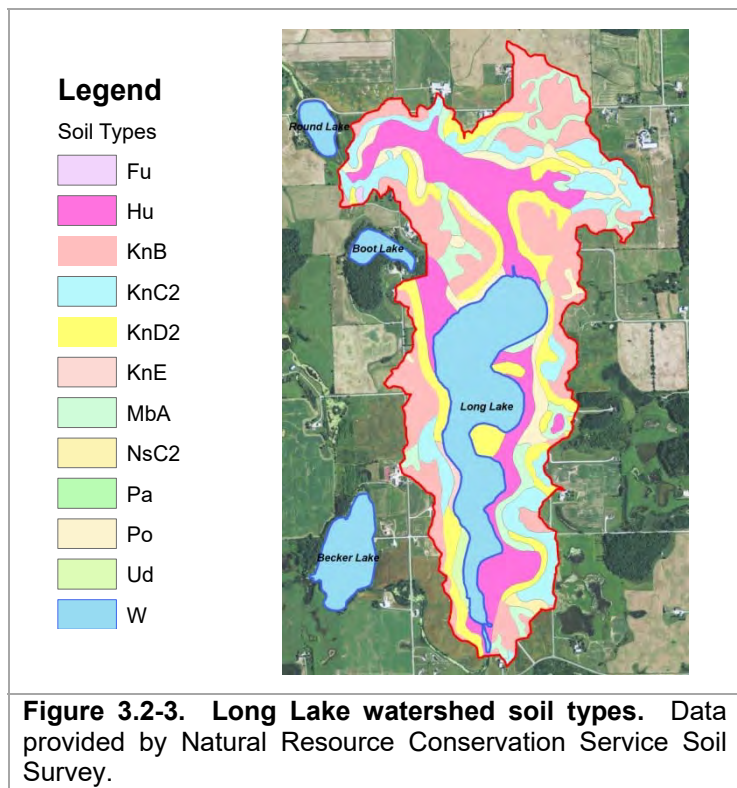 Legend
Soil Types
Fu
Hu
KnB
KnC2
KnD2
KnE
MbA
NsC2
Pa
Po
Ud
W
Round Lake
Boot Lake
Long Lake
Becker Lake
Figure 3.2-3. Long Lake watershed soil types. Data
provided by Natural Resource Conservation Service Soil
Survey.